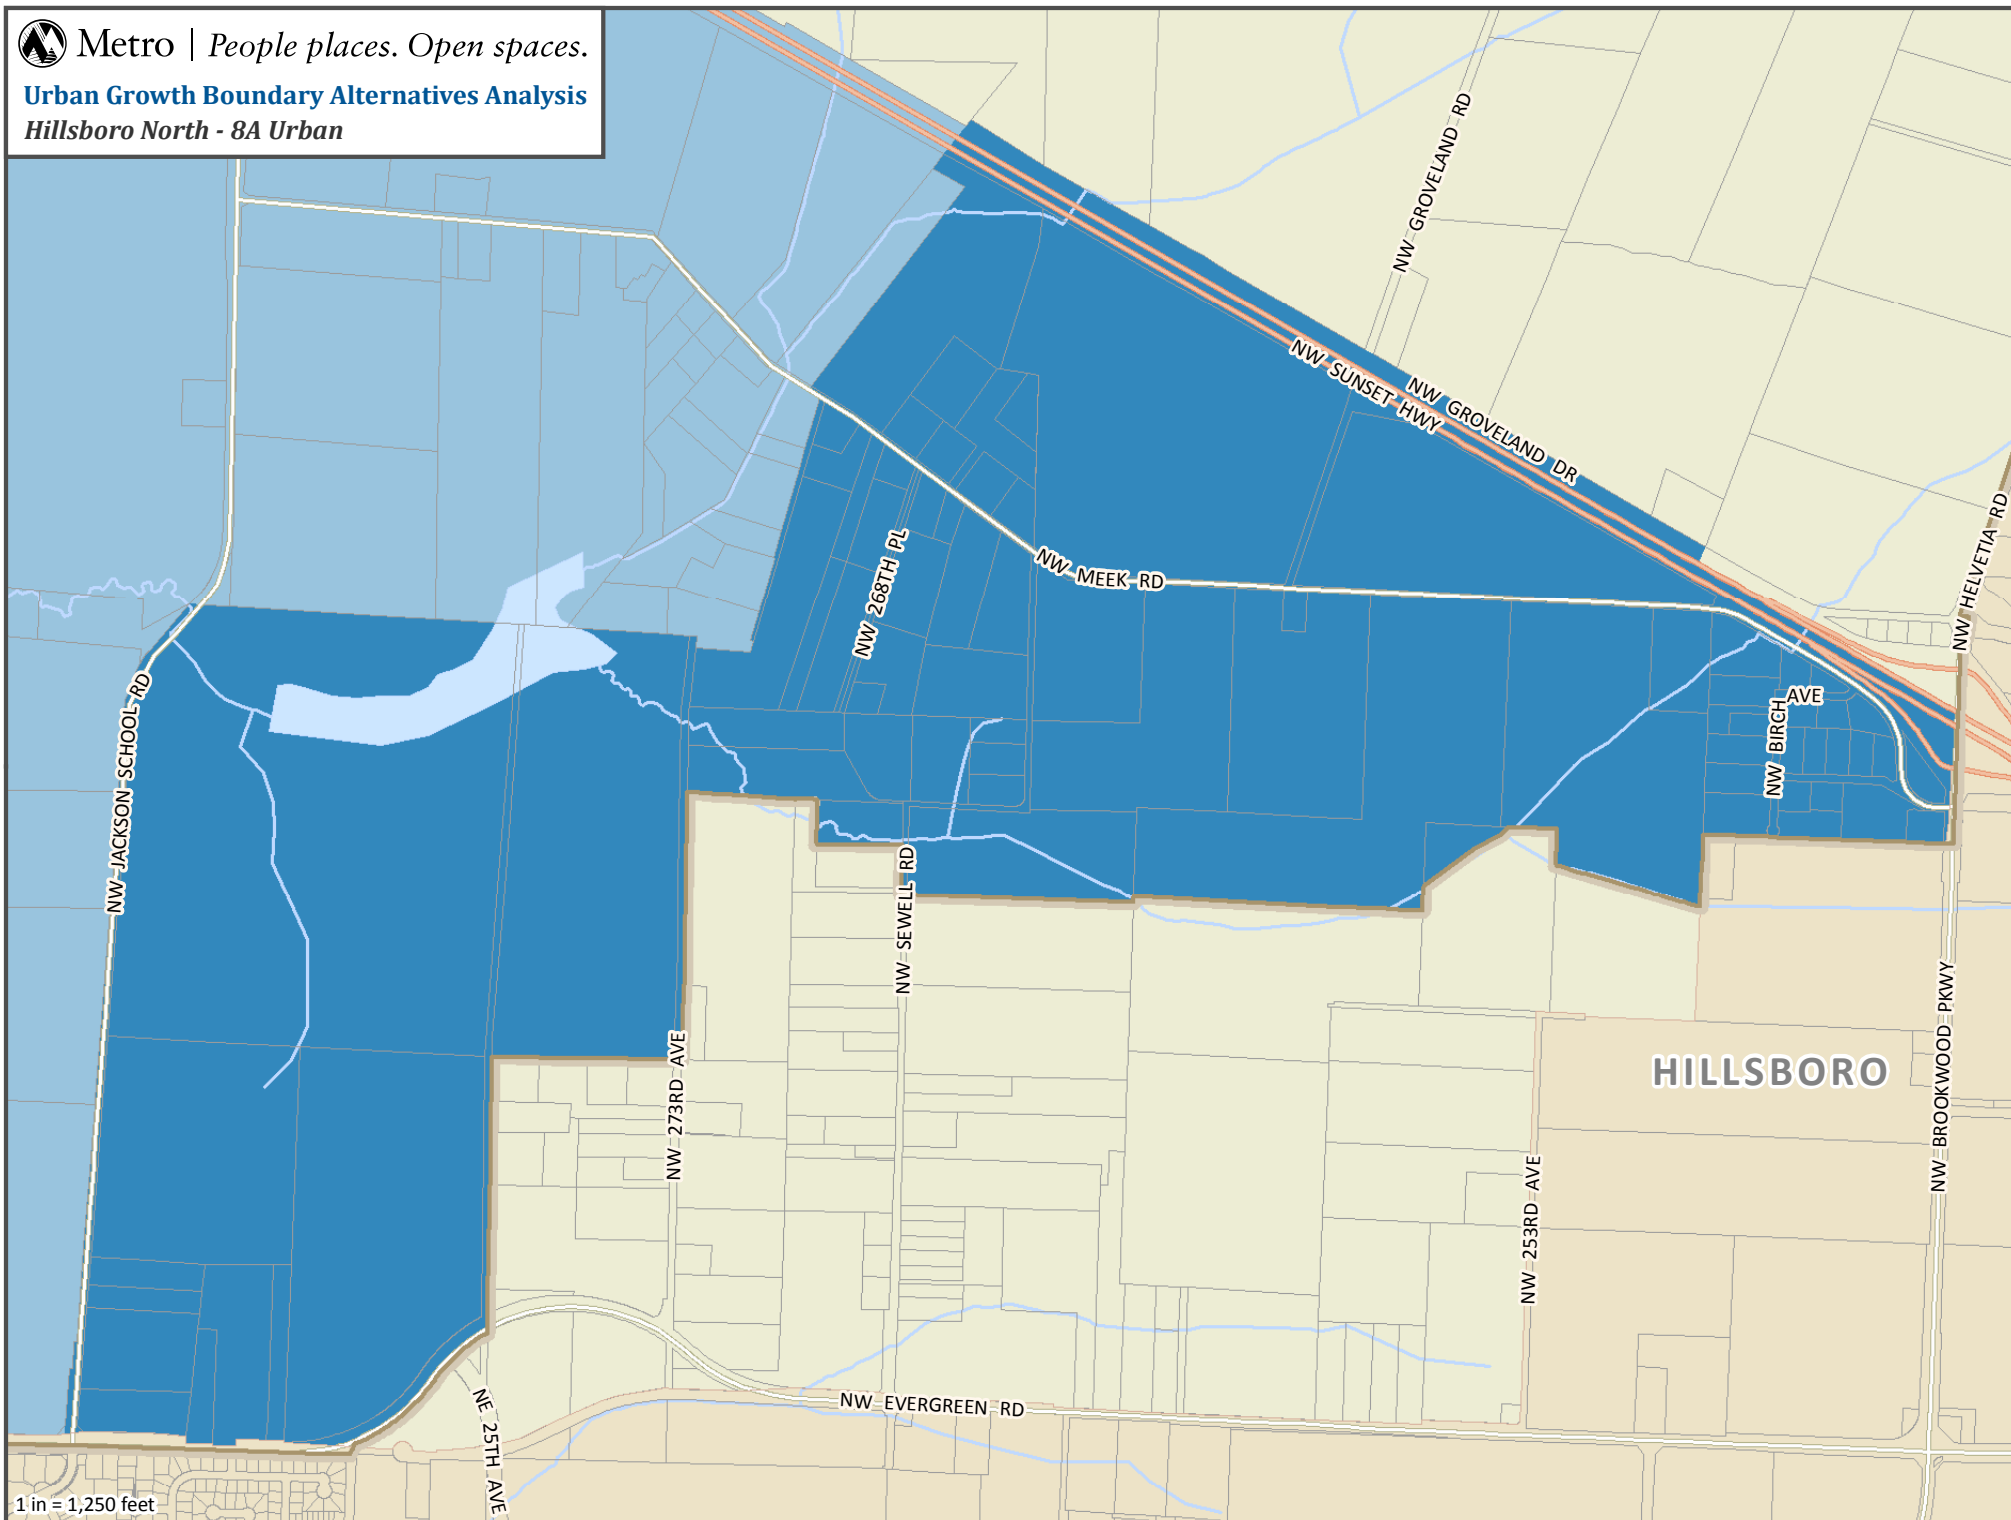 Metro | People places. Open spaces.
Urban Growth Boundary Alternatives Analysis
Hillsboro North - 8A Urban
NW GROVELAND RD
NW SUNSET HWY
NW GROVELAND DR
NW HELVETIA RD
NW 268TH PL
NW MEEK RD
NW JACKSON SCHOOL RD
AVE
NW BIRCH
NW SEWELL RD
NW BROOKWOOD PKWY
NW 273RD AVE
HILLSBORO
NW 253RD AVE
NW EVERGREEN RD
NE 25TH AVE
1 in = 1,250 feet